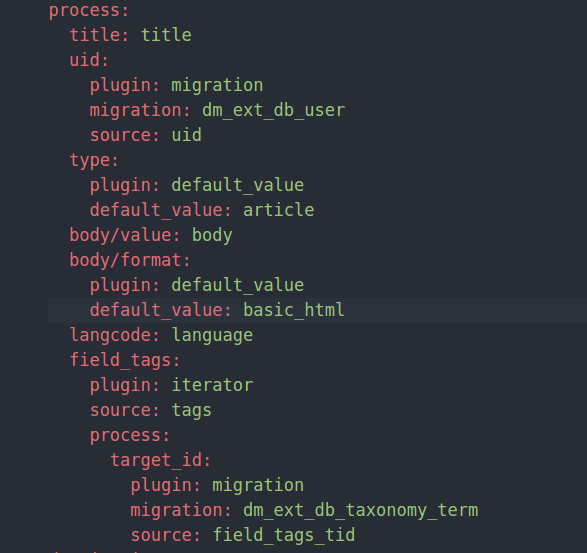 process:
  title: title
  uid:
    plugin: migration
    migration: dm_ext_db_user
    source: uid
  type:
    plugin: default_value
    default_value: article
  body/value: body
  body/format:
    plugin: default_value
    default_value: basic_html
  langcode: language
  field_tags:
    plugin: iterator
    source: tags
    process:
      target_id:
        plugin: migration
        migration: dm_ext_db_taxonomy_term
        source: field_tags_tid